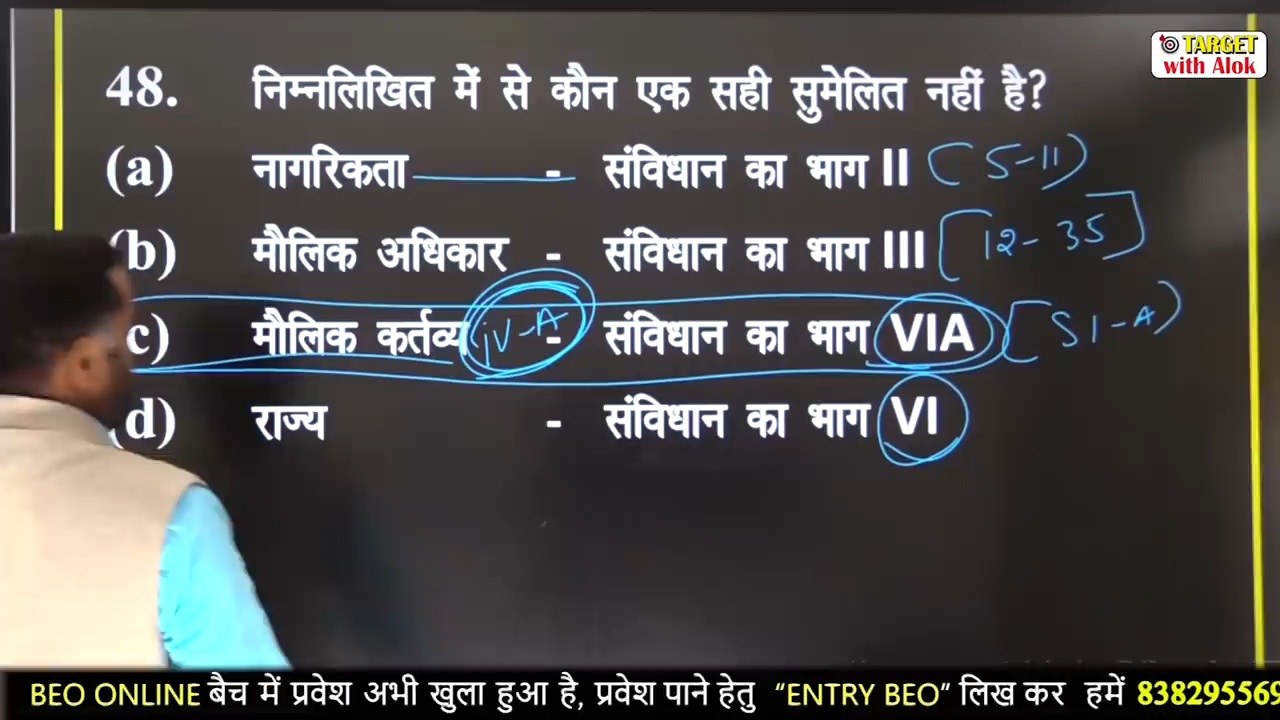 TARGET
with Alok
48. निम्नलिखित में से कौन एक सही सुमेलित नहीं है?
(a) नागरिकता - संविधान का भाग II (5-11)
(b) मौलिक अधिकार - संविधान का भाग III [12-35]
c) मौलिक कर्तव्य iv-A - संविधान का भाग VIA (51-A)
(d) राज्य - संविधान का भाग VI
BEO ONLINE बैच में प्रवेश अभी खुला हुआ है, प्रवेश पाने हेतु “ENTRY BEO” लिख कर हमें 838295569